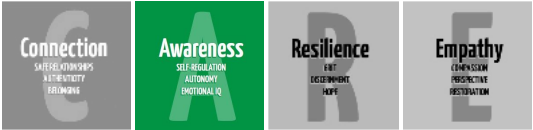 Connection
SAFE RELATIONSHIPS
AUTHENTICITY
BELONGING
Awareness
SELF-REGULATION
AUTONOMY
EMOTIONAL IQ
Resilience
GRIT
DISCERNMENT
HOPE
Empathy
COMPASSION
PERSPECTIVE
RESTORATION
C
A
R
E